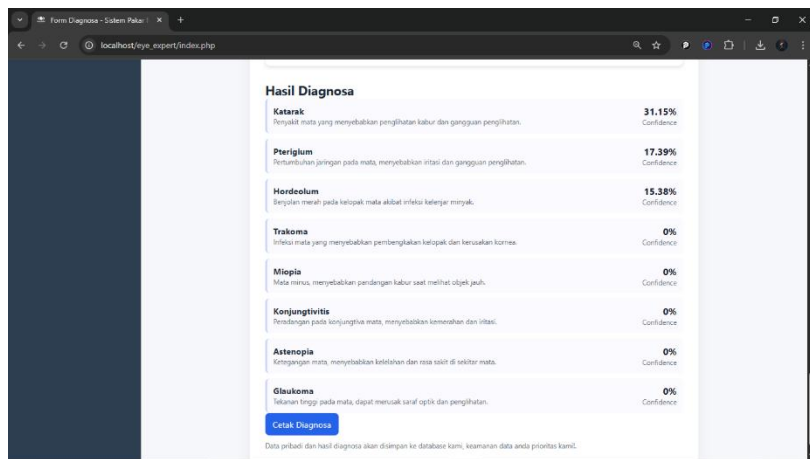 Form Diagnosa - Sistem Pakar
localhost/eye_expert/index.php
Hasil Diagnosa
Katarak
31.15%
Penyakit mata yang menyebabkan penglihatan kabur dan gangguan penglihatan.
Confidence
Pterigium
17.39%
Pertumbuhan jaringan pada mata, menyebabkan iritasi dan gangguan penglihatan.
Confidence
Hordeolum
15.38%
Benjolan merah pada kelopak mata akibat infeksi kelenjar minyak.
Confidence
Trakoma
0%
Infeksi mata yang menyebabkan pembengkakan kelopak dan kerusakan kornea.
Confidence
Miopia
0%
Mata minus, menyebabkan pandangan kabur saat melihat objek jauh.
Confidence
Konjungtivitis
0%
Peradangan pada konjungtiva mata, menyebabkan kemerahan dan iritasi.
Confidence
Astenopia
0%
Ketegangan mata, menyebabkan kelelahan dan rasa sakit di sekitar mata.
Confidence
Glaukoma
0%
Tekanan tinggi pada mata, dapat merusak saraf optik dan penglihatan.
Confidence
Cetak Diagnosa
Data pribadi dan hasil diagnosa akan disimpan ke database kami, keamanan data anda prioritas kami!.